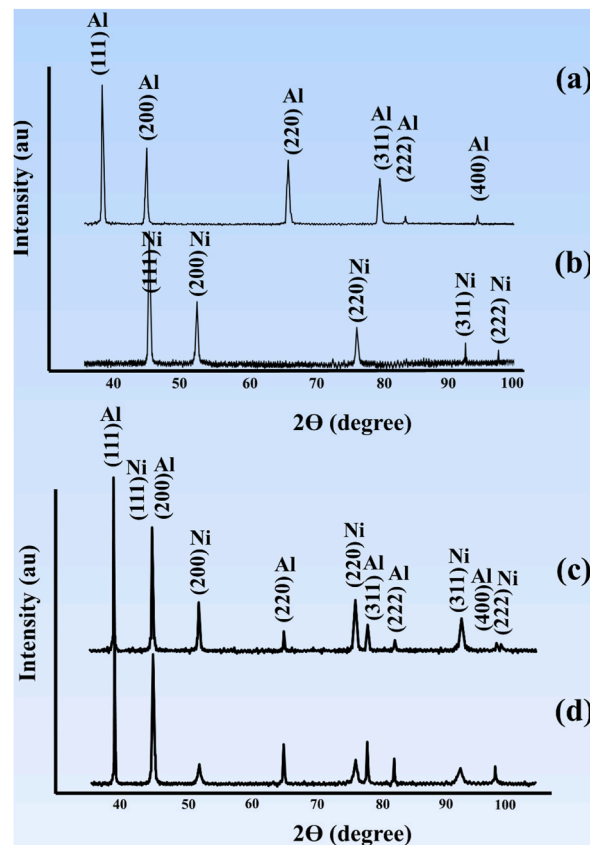 (111) Al
(200) Al
(220) Al
(311) Al
(222) Al
(400) Al
(a)
Intensity (au)
(111) Ni
(200) Ni
(220) Ni
(311) Ni
(222) Ni
(b)
40 50 60 70 80 90 100
2Θ (degree)
(111) Al
(111) Ni
(200) Al
(200) Ni
(220) Al
(220) Ni
(311) Al
(222) Al
(311) Ni
(400) Al
(222) Ni
(c)
Intensity (au)
(d)
40 50 60 70 80 90 100
2Θ (degree)